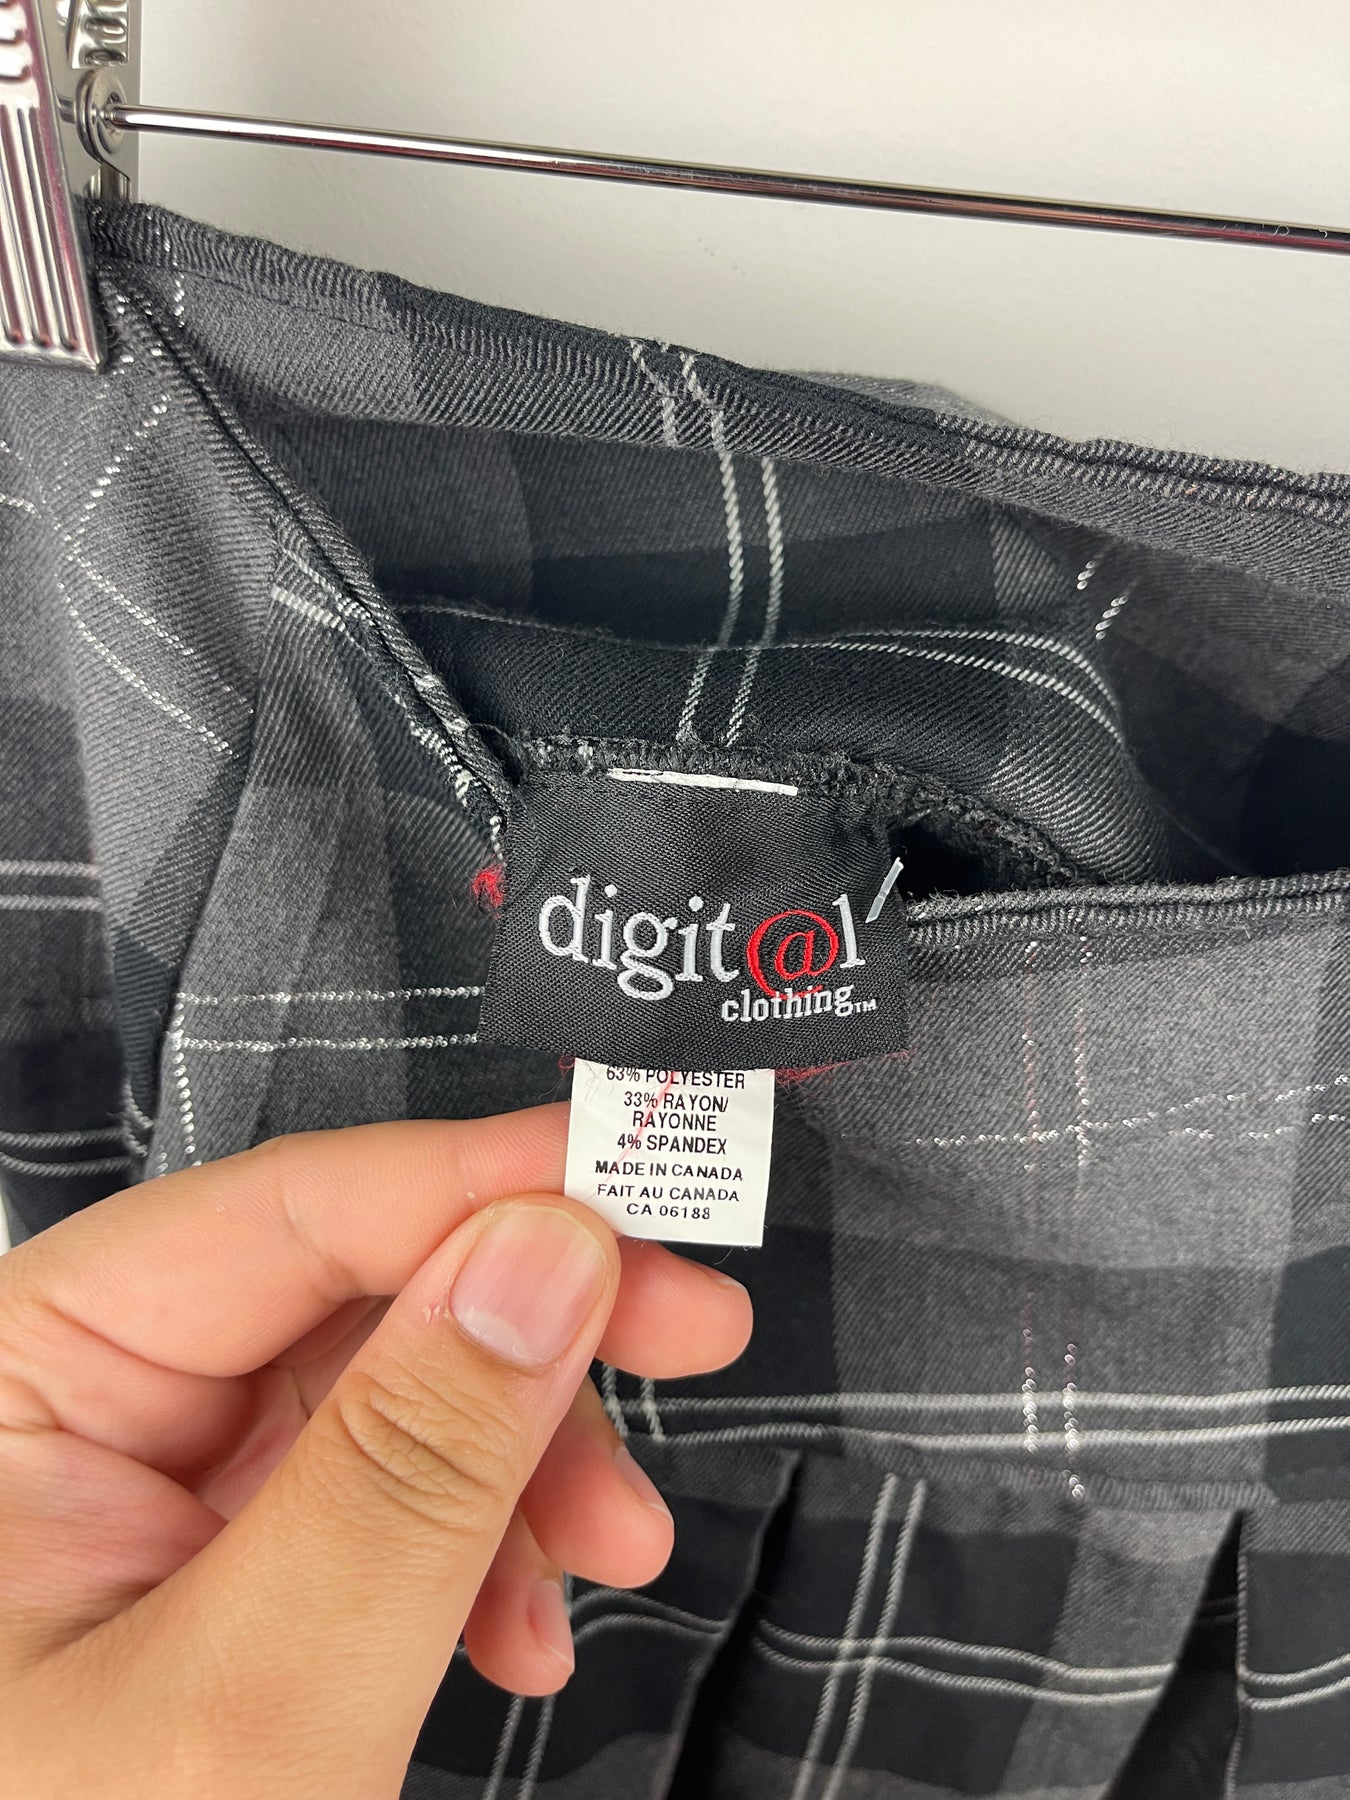 digit@l
clothing™
63% POLYESTER
33% RAYON/
RAYONNE
4% SPANDEX
MADE IN CANADA
FAIT AU CANADA
CA 06188